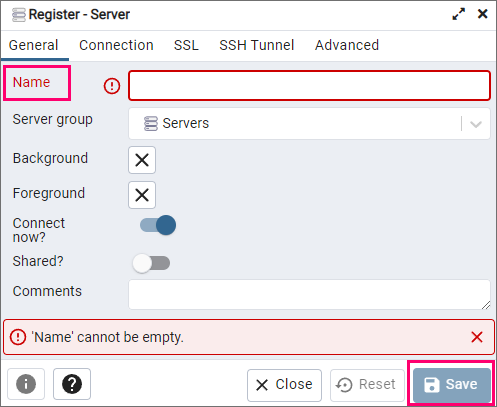 Register - Server
General Connection SSL SSH Tunnel Advanced
Name
Server group Servers
Background
Foreground
Connect
now?
Shared?
Comments
'Name' cannot be empty.
Close Reset Save